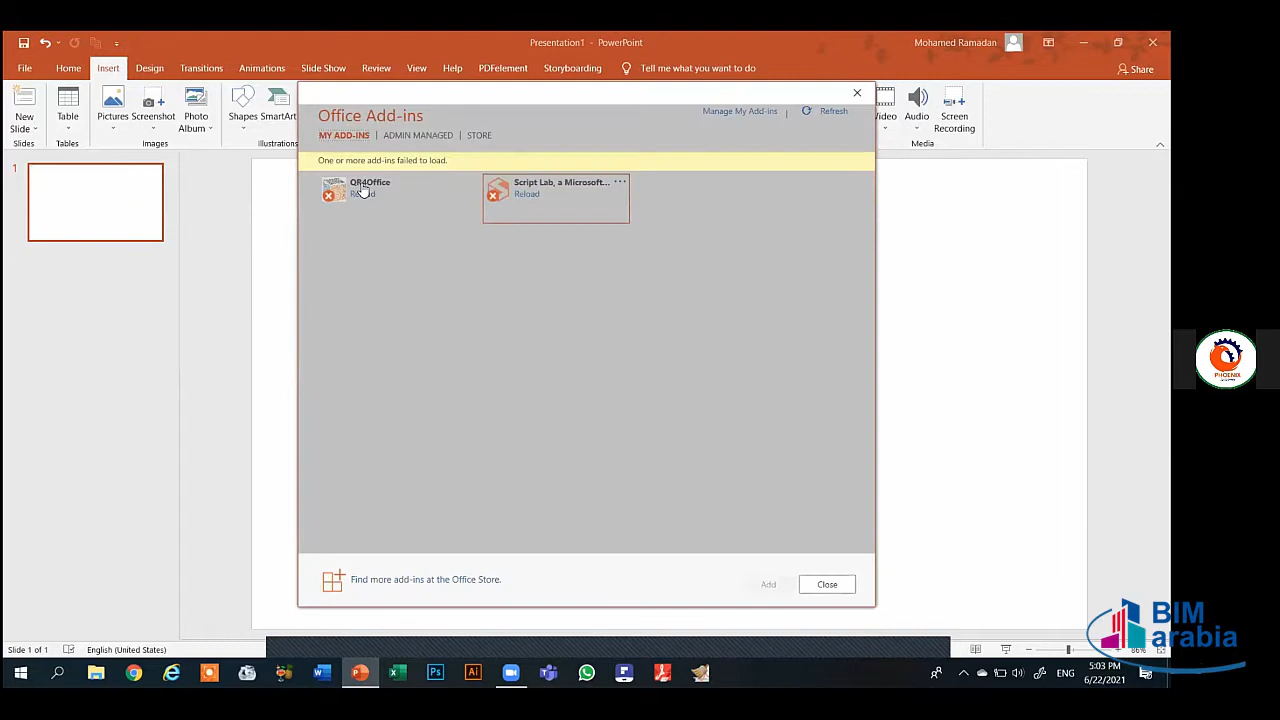 Presentation1 - PowerPoint
Mohamed Ramadan
File Home Insert Design Transitions Animations Slide Show Review View Help PDFelement Storyboarding Tell me what you want to do
Share
New Slide
Table
Pictures
Screenshot
Photo Album
Shapes
SmartArt
Audio
Screen Recording
Slides
Tables
Images
Media
Office Add-ins
Manage My Add-ins | Refresh
MY ADD-INS | ADMIN MANAGED | STORE
One or more add-ins failed to load.
QR4Office
Script Lab, a Microsoft... ...
Reload
1
Find more add-ins at the Office Store.
Add
Close
Slide 1 of 1
English (United States)
86%
ENG
5:03 PM
6/22/2021
PHOENIX
BIM
arabia